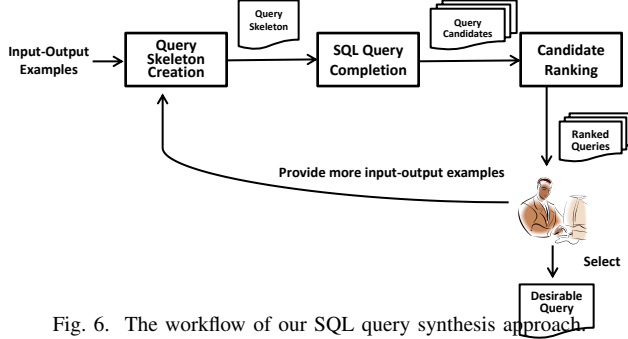 Query
Skeleton
Query
Candidates
Input-Output
Examples
Query
Skeleton
Creation
SQL Query
Completion
Candidate
Ranking
Ranked
Queries
Provide more input-output examples
Select
Desirable
Query
Fig. 6. The workflow of our SQL query synthesis approach.